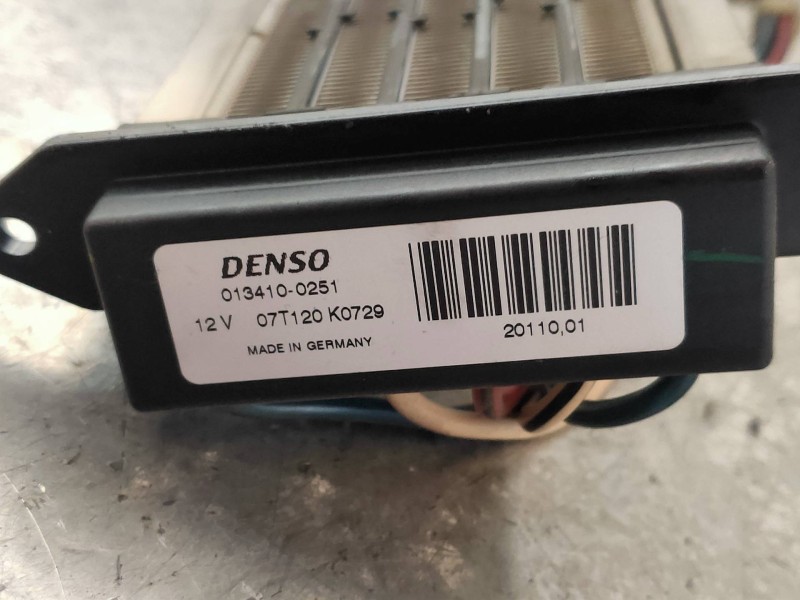 DENSO
013410-0251
12 V 07T120 K0729
MADE IN GERMANY
20110,01